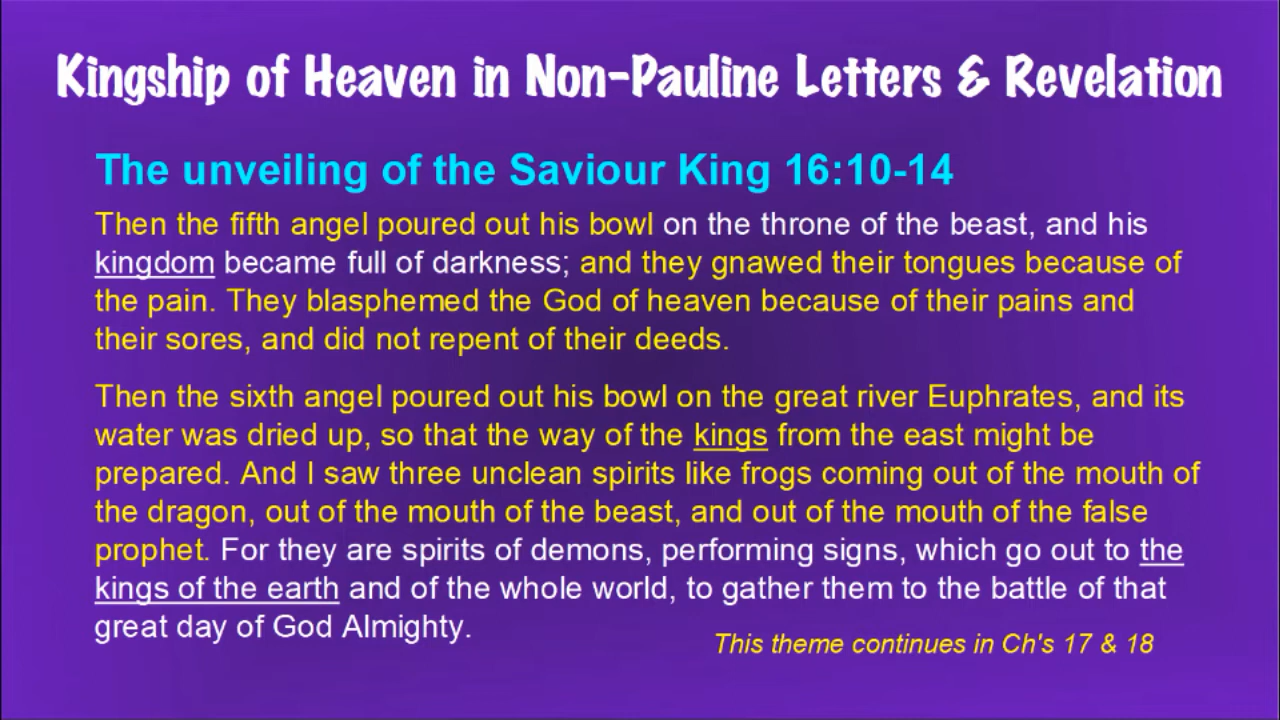 Kingship of Heaven in Non-Pauline Letters & Revelation
The unveiling of the Saviour King 16:10-14
Then the fifth angel poured out his bowl on the throne of the beast, and his
kingdom became full of darkness; and they gnawed their tongues because of
the pain. They blasphemed the God of heaven because of their pains and
their sores, and did not repent of their deeds.
Then the sixth angel poured out his bowl on the great river Euphrates, and its
water was dried up, so that the way of the kings from the east might be
prepared. And I saw three unclean spirits like frogs coming out of the mouth of
the dragon, out of the mouth of the beast, and out of the mouth of the false
prophet. For they are spirits of demons, performing signs, which go out to the
kings of the earth and of the whole world, to gather them to the battle of that
great day of God Almighty.
This theme continues in Ch's 17 & 18